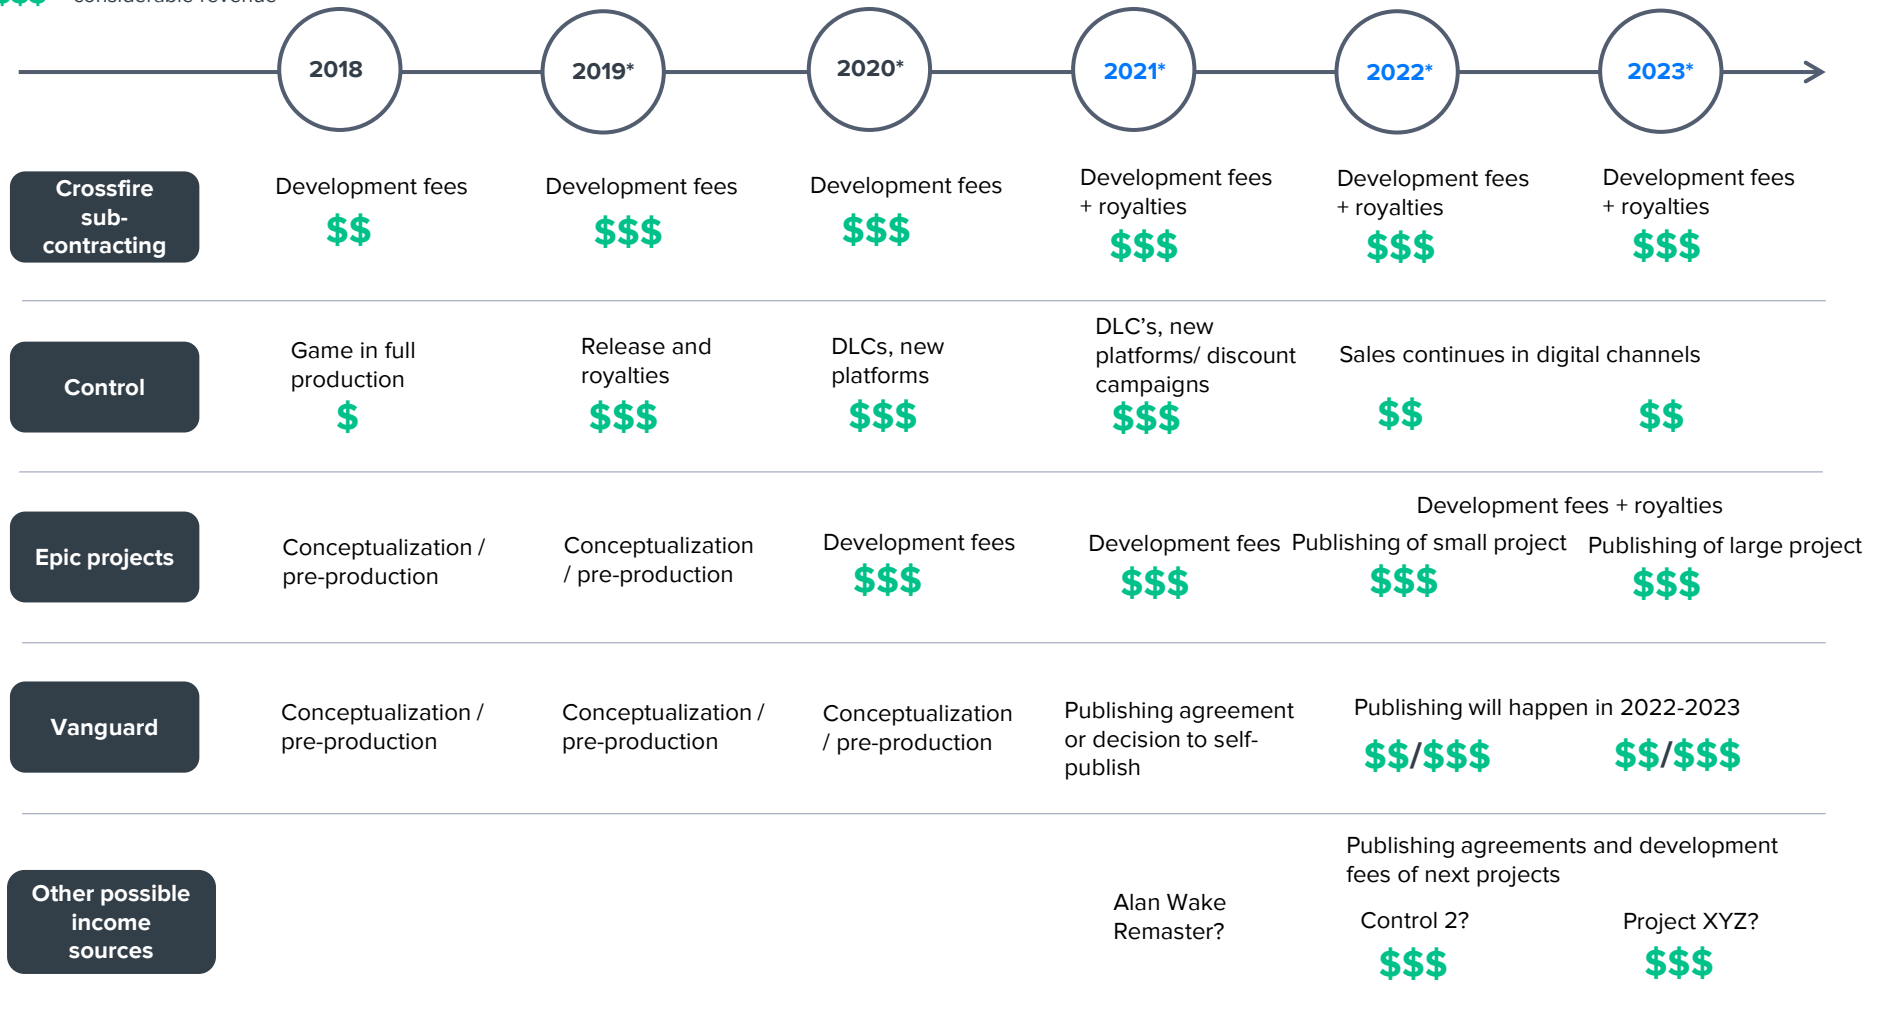 $$$ considerable revenue
2018 2019* 2020* 2021* 2022* 2023*
Crossfire
sub-
contracting
Development fees
$$
Development fees
$$$
Development fees
$$$
Development fees
+ royalties
$$$
Development fees
+ royalties
$$$
Development fees
+ royalties
$$$
Control
Game in full
production
$
Release and
royalties
$$$
DLCs, new
platforms
$$$
DLC’s, new
platforms/ discount
campaigns
$$$
Sales continues in digital channels
$$
$$
Epic projects
Conceptualization /
pre-production
Conceptualization
/ pre-production
Development fees
$$$
Development fees
$$$
Development fees + royalties
Publishing of small project
$$$
Publishing of large project
$$$
Vanguard
Conceptualization /
pre-production
Conceptualization /
pre-production
Conceptualization
/ pre-production
Publishing agreement
or decision to self-
publish
Publishing will happen in 2022-2023
$$/$$$
$$/$$$
Other possible
income
sources
Alan Wake
Remaster?
Publishing agreements and development
fees of next projects
Control 2?
$$$
Project XYZ?
$$$